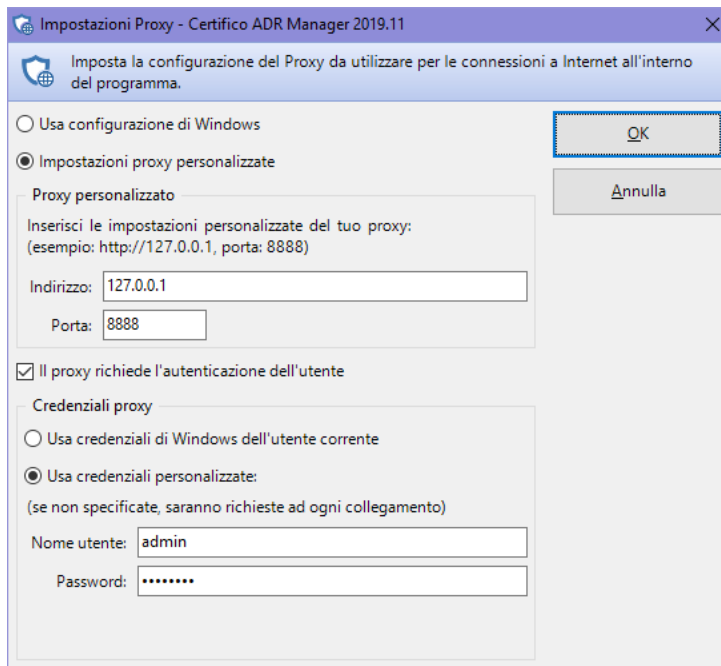 Impostazioni Proxy - Certifico ADR Manager 2019.11
Imposta la configurazione del Proxy da utilizzare per le connessioni a Internet all'interno
del programma.
Usa configurazione di Windows
OK
Impostazioni proxy personalizzate
Annulla
Proxy personalizzato
Inserisci le impostazioni personalizzate del tuo proxy:
(esempio: http://127.0.0.1, porta: 8888)
Indirizzo: 127.0.0.1
Porta: 8888
Il proxy richiede l'autenticazione dell'utente
Credenziali proxy
Usa credenziali di Windows dell'utente corrente
Usa credenziali personalizzate:
(se non specificate, saranno richieste ad ogni collegamento)
Nome utente: admin
Password: ••••••••